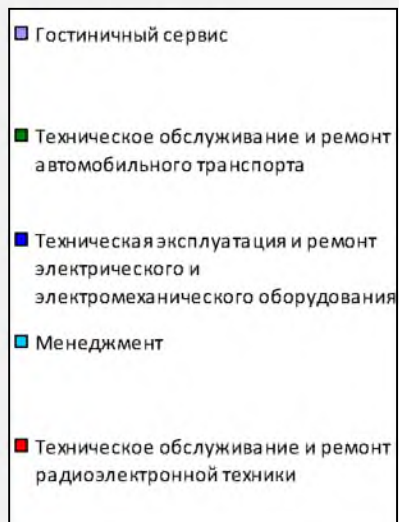 Гостиничный сервис
Техническое обслуживание и ремонт
автомобильного транспорта
Техническая эксплуатация и ремонт
электрического и
электромеханического оборудования
Менеджмент
Техническое обслуживание и ремонт
радиоэлектронной техники